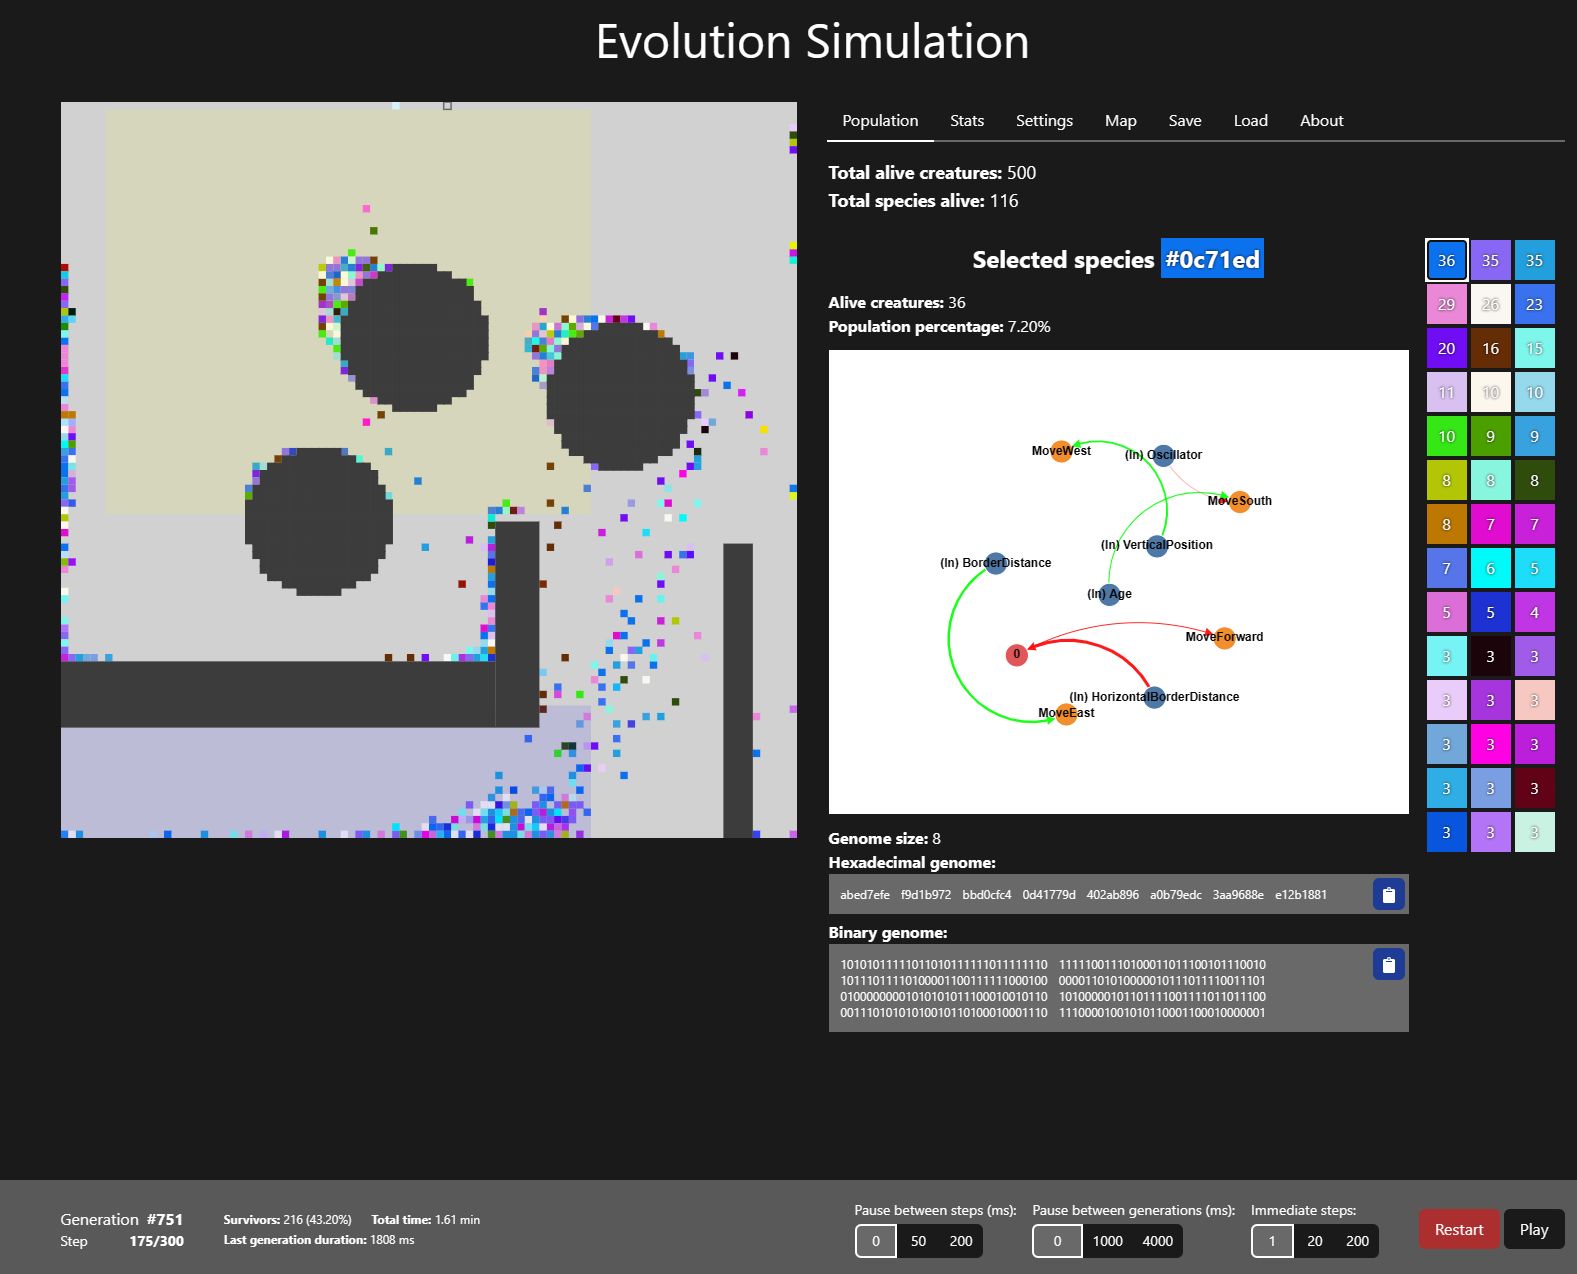 Evolution Simulation
Population Stats Settings Map Save Load About
Total alive creatures: 500
Total species alive: 116
Selected species #0c71ed
Alive creatures: 36
Population percentage: 7.20%
MoveWest
(In) Oscillator
MoveSouth
(In) VerticalPosition
(In) BorderDistance
(In) Age
MoveForward
0
(In) HorizontalBorderDistance
MoveEast
36 35 35
29 26 23
20 16 15
11 10 10
10 9 9
8 8 8
8 7 7
7 6 5
5 5 4
3 3 3
3 3 3
3 3 3
3 3 3
3 3 3
Genome size: 8
Hexadecimal genome:
abed7efe f9d1b972 bbd0cfc4 0d41779d 402ab896 a0b79edc 3aa9688e e12b1881
Binary genome:
10101011111011010111111011111110 11111001110100011011100101110010
10111011110100001100111111000100 00001101010000010111011110011101
01000000001010101011100010010110 10100000101101111001111011011100
00111010101010010110100010001110 11100001001010110001100010000001
Generation #751
Step 175/300
Survivors: 216 (43.20%) Total time: 1.61 min
Last generation duration: 1808 ms
Pause between steps (ms):
0 50 200
Pause between generations (ms):
0 1000 4000
Immediate steps:
1 20 200
Restart
Play